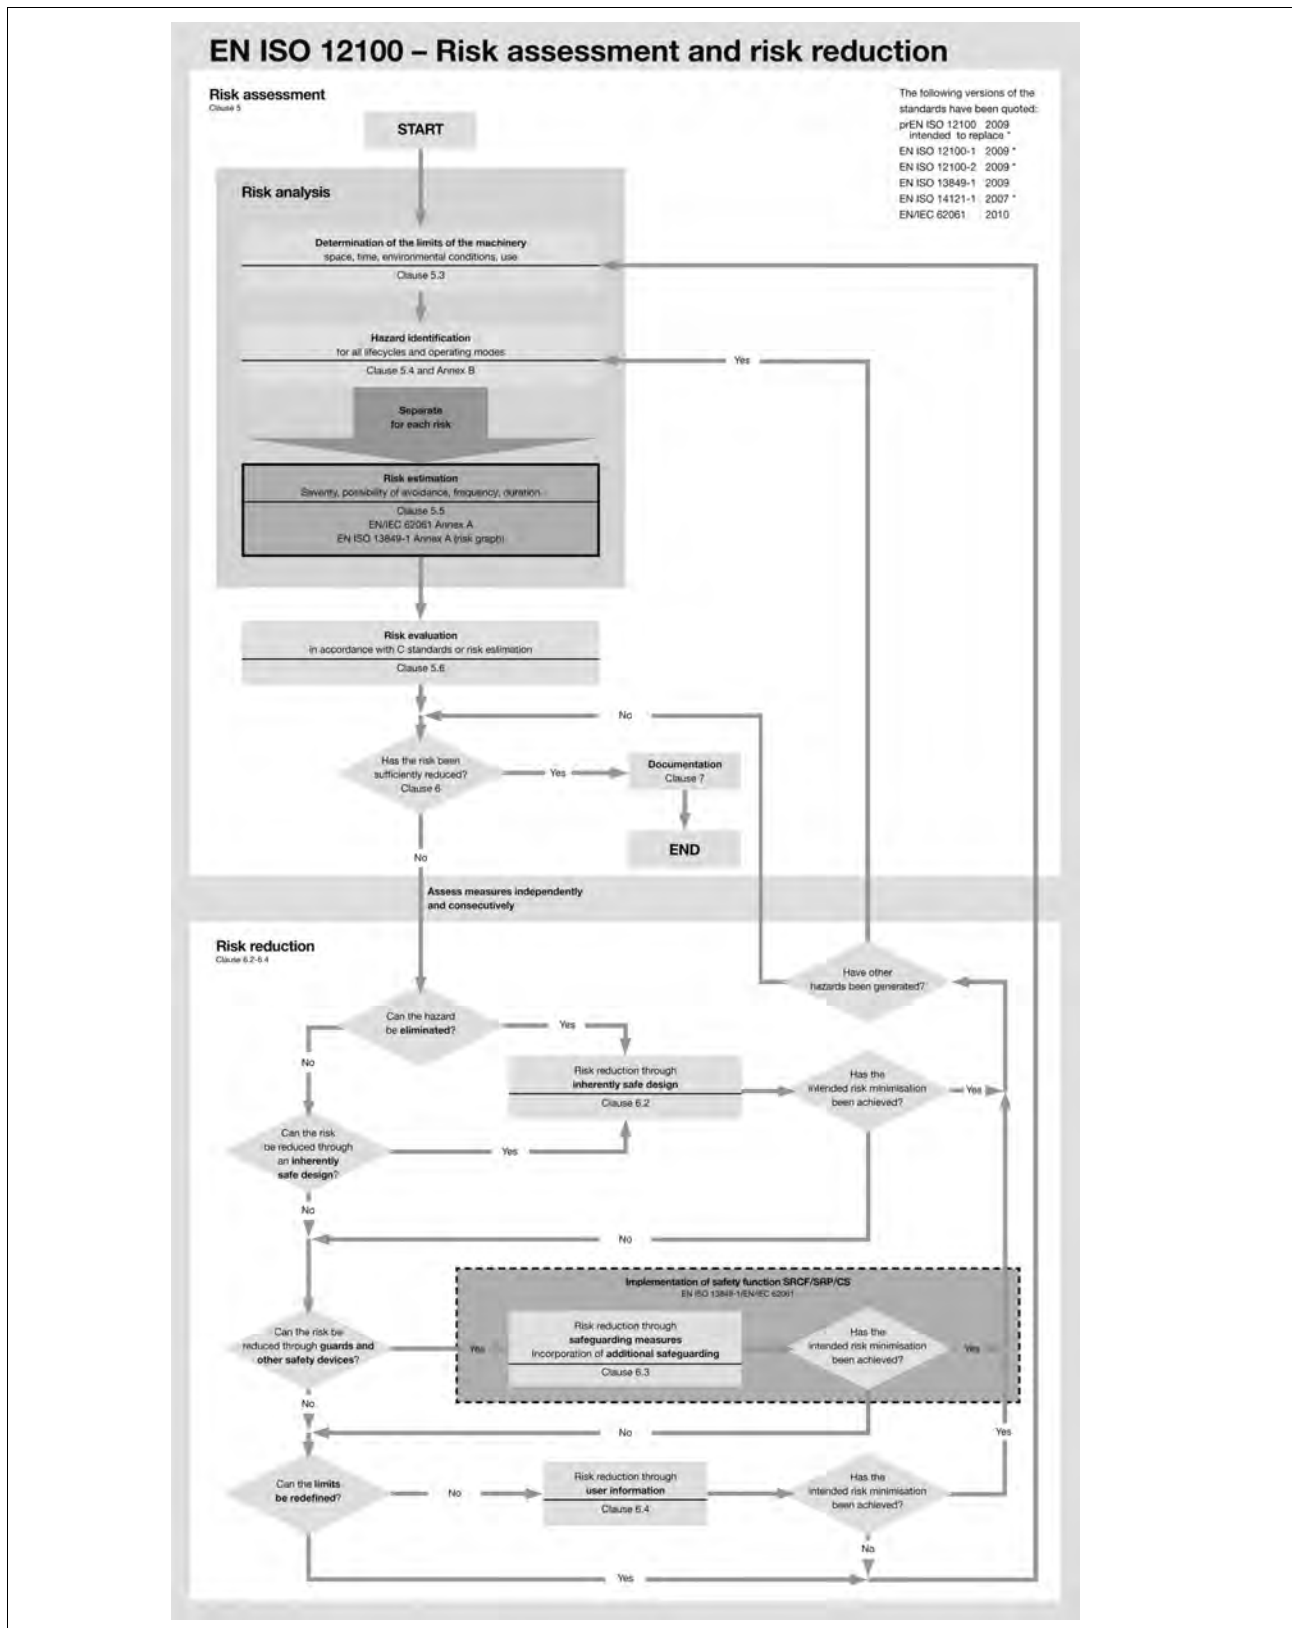 EN ISO 12100 – Risk assessment and risk reduction
Risk assessment
Clause 5
The following versions of the
standards have been quoted:
prEN ISO 12100 2009
intended to replace *
EN ISO 12100-1 2009 *
EN ISO 12100-2 2009 *
EN ISO 13849-1 2009
EN ISO 14121-1 2007 *
EN/IEC 62061 2010
START
Risk analysis
Determination of the limits of the machinery
space, time, environmental conditions, use
Clause 5.3
Hazard identification
for all lifecycles and operating modes
Clause 5.4 and Annex B
Yes
Separate
for each risk
Risk estimation
Severity, possibility of avoidance, frequency, duration
Clause 5.5
EN/IEC 62061 Annex A
EN ISO 13849-1 Annex A (risk graph)
Risk evaluation
in accordance with C standards or risk estimation
Clause 5.6
No
Has the risk been
sufficiently reduced?
Clause 6
Yes
Documentation
Clause 7
END
No
Assess measures independently
and consecutively
Risk reduction
Clause 6.2-6.4
Have other
hazards been generated?
Can the hazard
be eliminated?
Yes
No
Risk reduction through
inherently safe design
Clause 6.2
Has the
intended risk minimisation
been achieved?
Yes
Can the risk
be reduced through
an inherently
safe design?
Yes
No
No
Implementation of safety function SRCF/SRP/CS
EN ISO 13849-1/EN/IEC 62061
Can the risk be
reduced through guards and
other safety devices?
Yes
Risk reduction through
safeguarding measures
Incorporation of additional safeguarding
Clause 6.3
Has the
intended risk minimisation
been achieved?
Yes
No
No
Yes
Can the limits
be redefined?
No
Risk reduction through
user information
Clause 6.4
Has the
intended risk minimisation
been achieved?
No
Yes